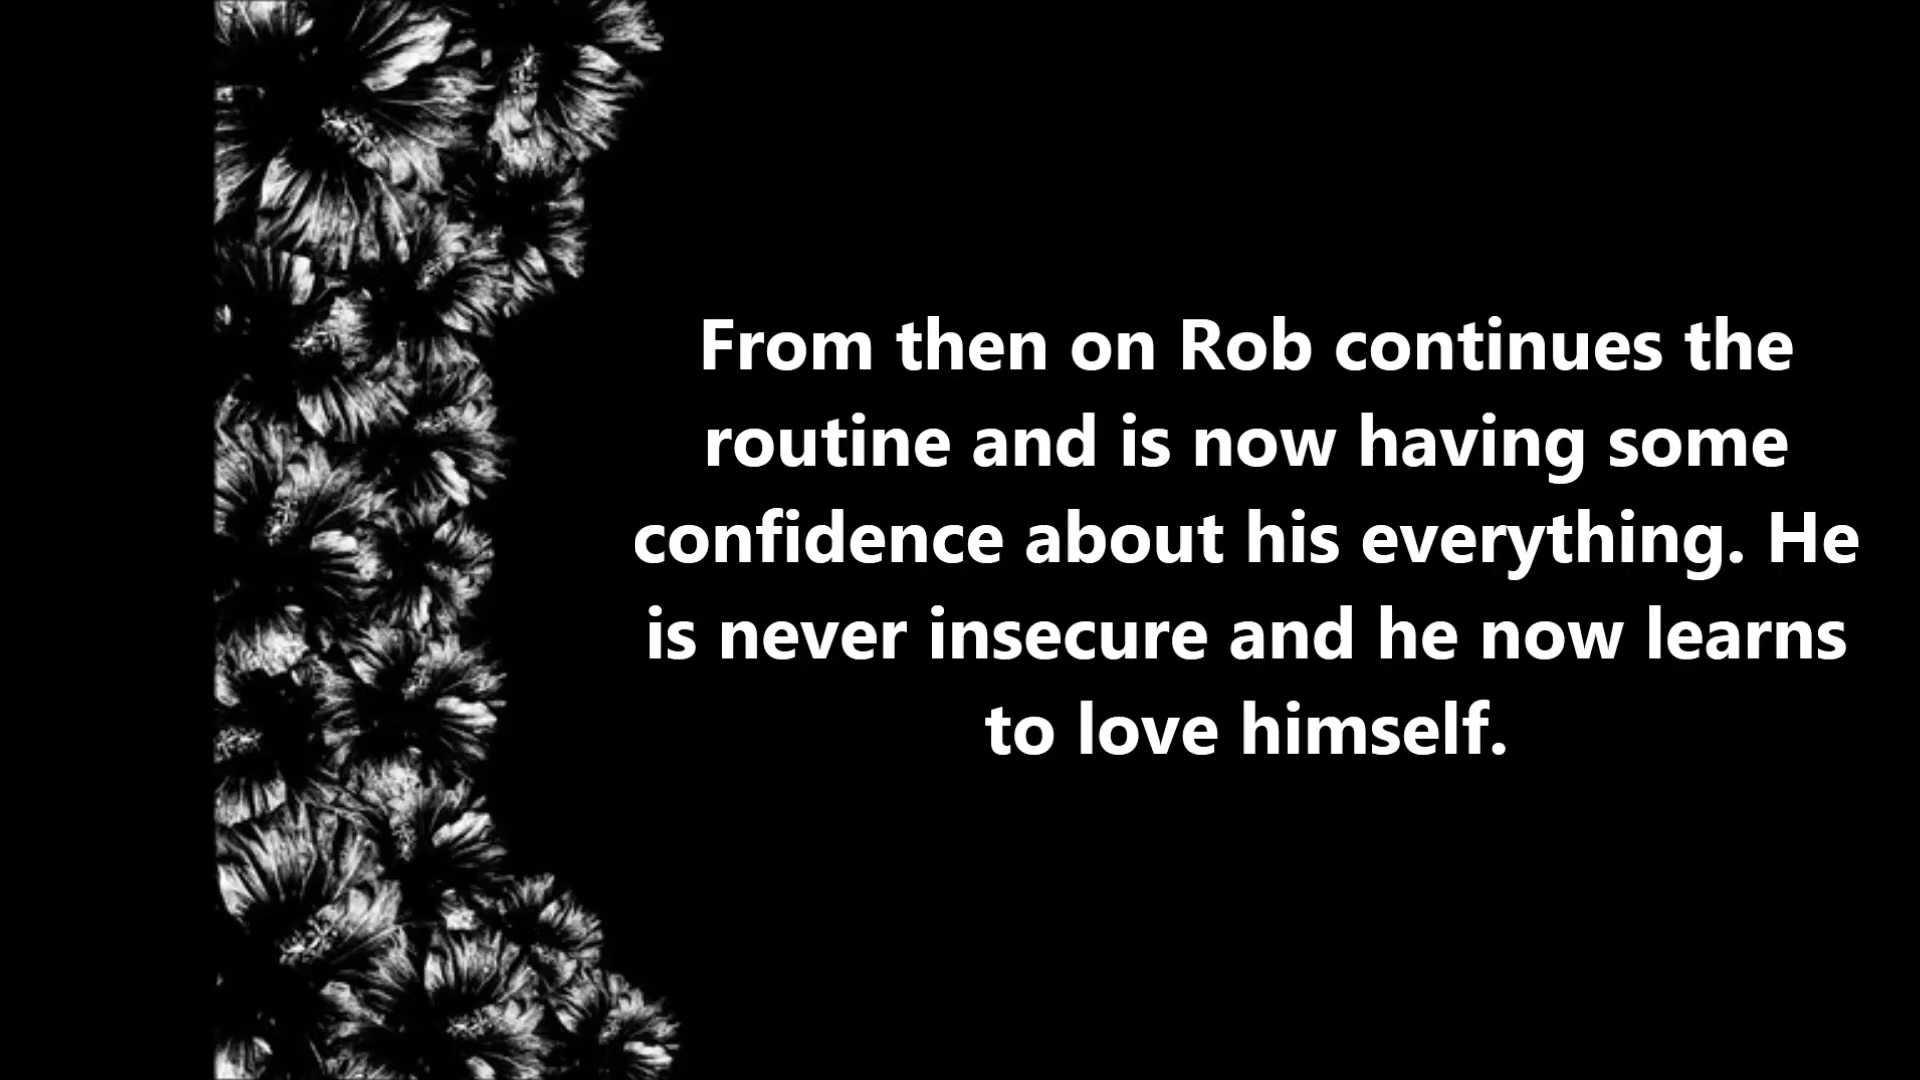 From then on Rob continues the
routine and is now having some
confidence about his everything. He
is never insecure and he now learns
to love himself.